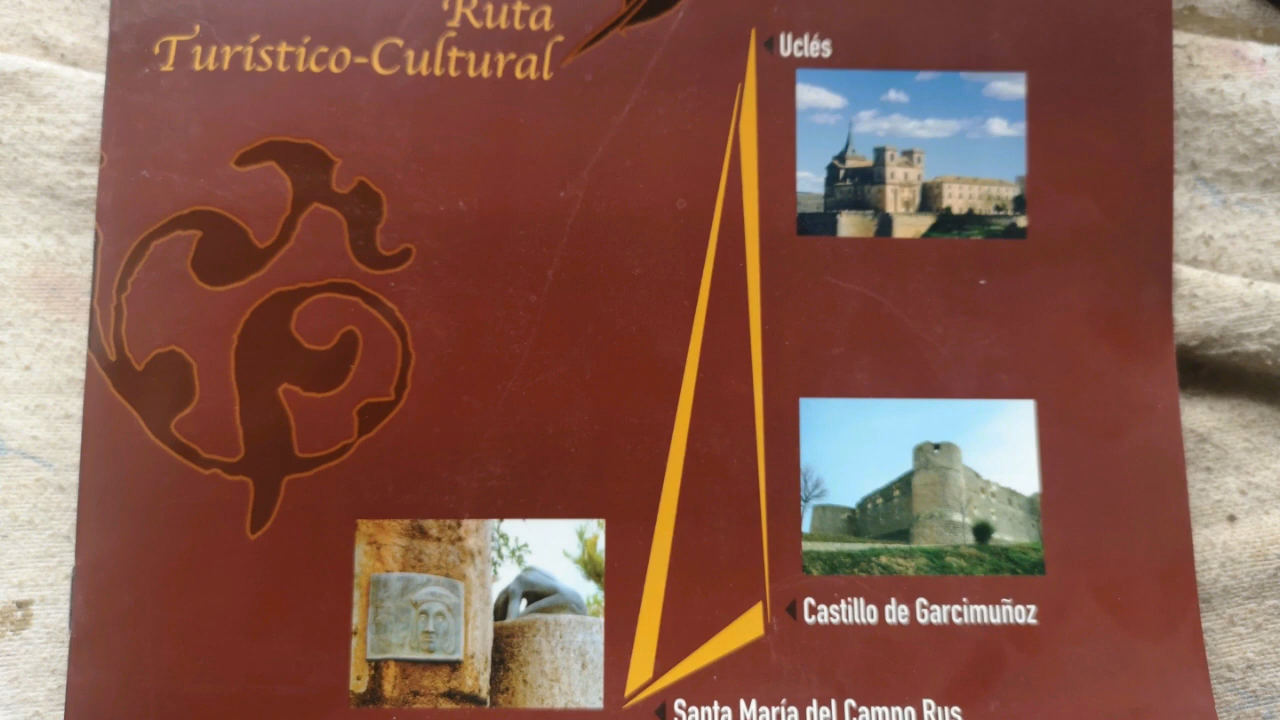 Ruta
Turístico-Cultural
Uclés
Castillo de Garcimuñoz
Santa María del Campo Rus